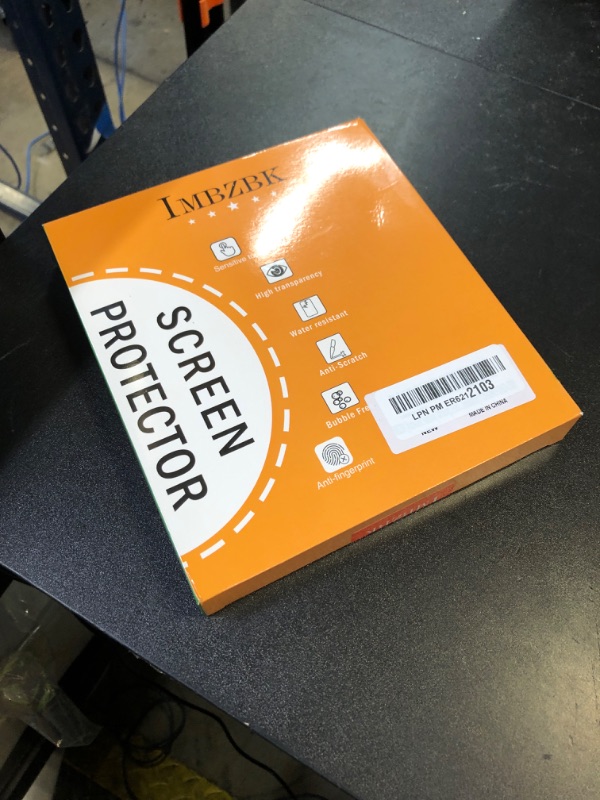 IMBZBK
Sensitive
High transparency
Water resistant
Anti-Scratch
Bubble Fre
Anti-fingerprint
SCREEN
PROTECTOR
LPN PM ER6212103
MADE IN CHINA